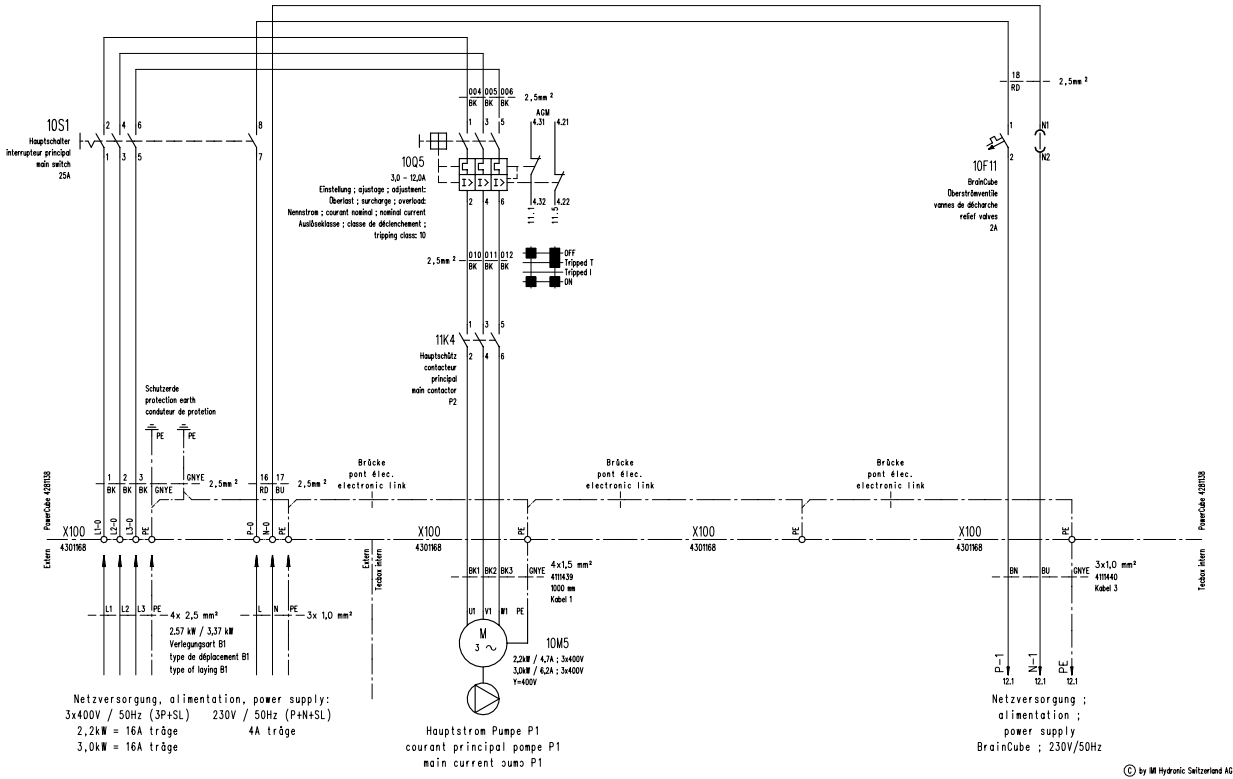 004 005 006
BK BK BK
2,5mm²
18
RD
2,5mm²
10S1
Hauptschalter
interrupteur principal
main switch
25A
2 4 6
1 3 5
8
7
1 3 5
10Q5
3,0 - 12,0A
Einstellung ; ajustage ; adjustment:
Überlast ; surcharge ; overload:
Nennstrom ; courant nominal ; nominal current
Auslöseklasse ; classe de déclenchement ;
tripping class: 10
I> I> I>
2 4 6
AGM
4.31 4.21
4.32 4.22
11.1 11.5
1
2
N1
N2
10F11
BrainCube
Überströmventile
vannes de décharche
relief valves
2A
2,5mm²
010 011 012
BK BK BK
OFF
Tripped T
Tripped I
ON
1 3 5
11K4
2 4 6
Hauptschütz
contacteur
principal
main contactor
P2
Schutzerde
protection earth
conduteur de protetion
PE PE
1 2 3
BK BK BK
GNYE
GNYE
2,5mm²
16 17
RD BU
2,5mm²
Brücke
pont élec.
electronic link
Brücke
pont élec.
electronic link
Brücke
pont élec.
electronic link
PowerCube 4281138
PowerCube 4281138
L1-0 L2-0 L3-0 PE
P-0 N-0 PE
PE PE PE
X100
4301168
X100
4301168
X100
4301168
X100
4301168
Extern
Extern
Tecbox intern
Tecbox intern
BK1 BK2 BK3 GNYE
4x1,5 mm²
4111439
1000 mm
Kabel 1
BN BU GNYE
3x1,0 mm²
4111440
Kabel 3
L1 L2 L3 PE
4x 2,5 mm²
2,57 kW / 3,37 kW
Verlegungsart B1
type de déplacement B1
type of laying B1
L N PE
3x 1,0 mm²
U1 V1 W1 PE
M
3 ~
10M5
2,2kW / 4,7A ; 3x400V
3,0kW / 6,2A ; 3x400V
Y=400V
P-1 N-1 PE
12.1 12.1 12.1
Netzversorgung, alimentation, power supply:
3x400V / 50Hz (3P+SL) 230V / 50Hz (P+N+SL)
2,2kW = 16A träge 4A träge
3,0kW = 16A träge
Hauptstrom Pumpe P1
courant principal pompe P1
main current pump P1
Netzversorgung ;
alimentation ;
power supply
BrainCube ; 230V/50Hz
© by IMI Hydronic Switzerland AG